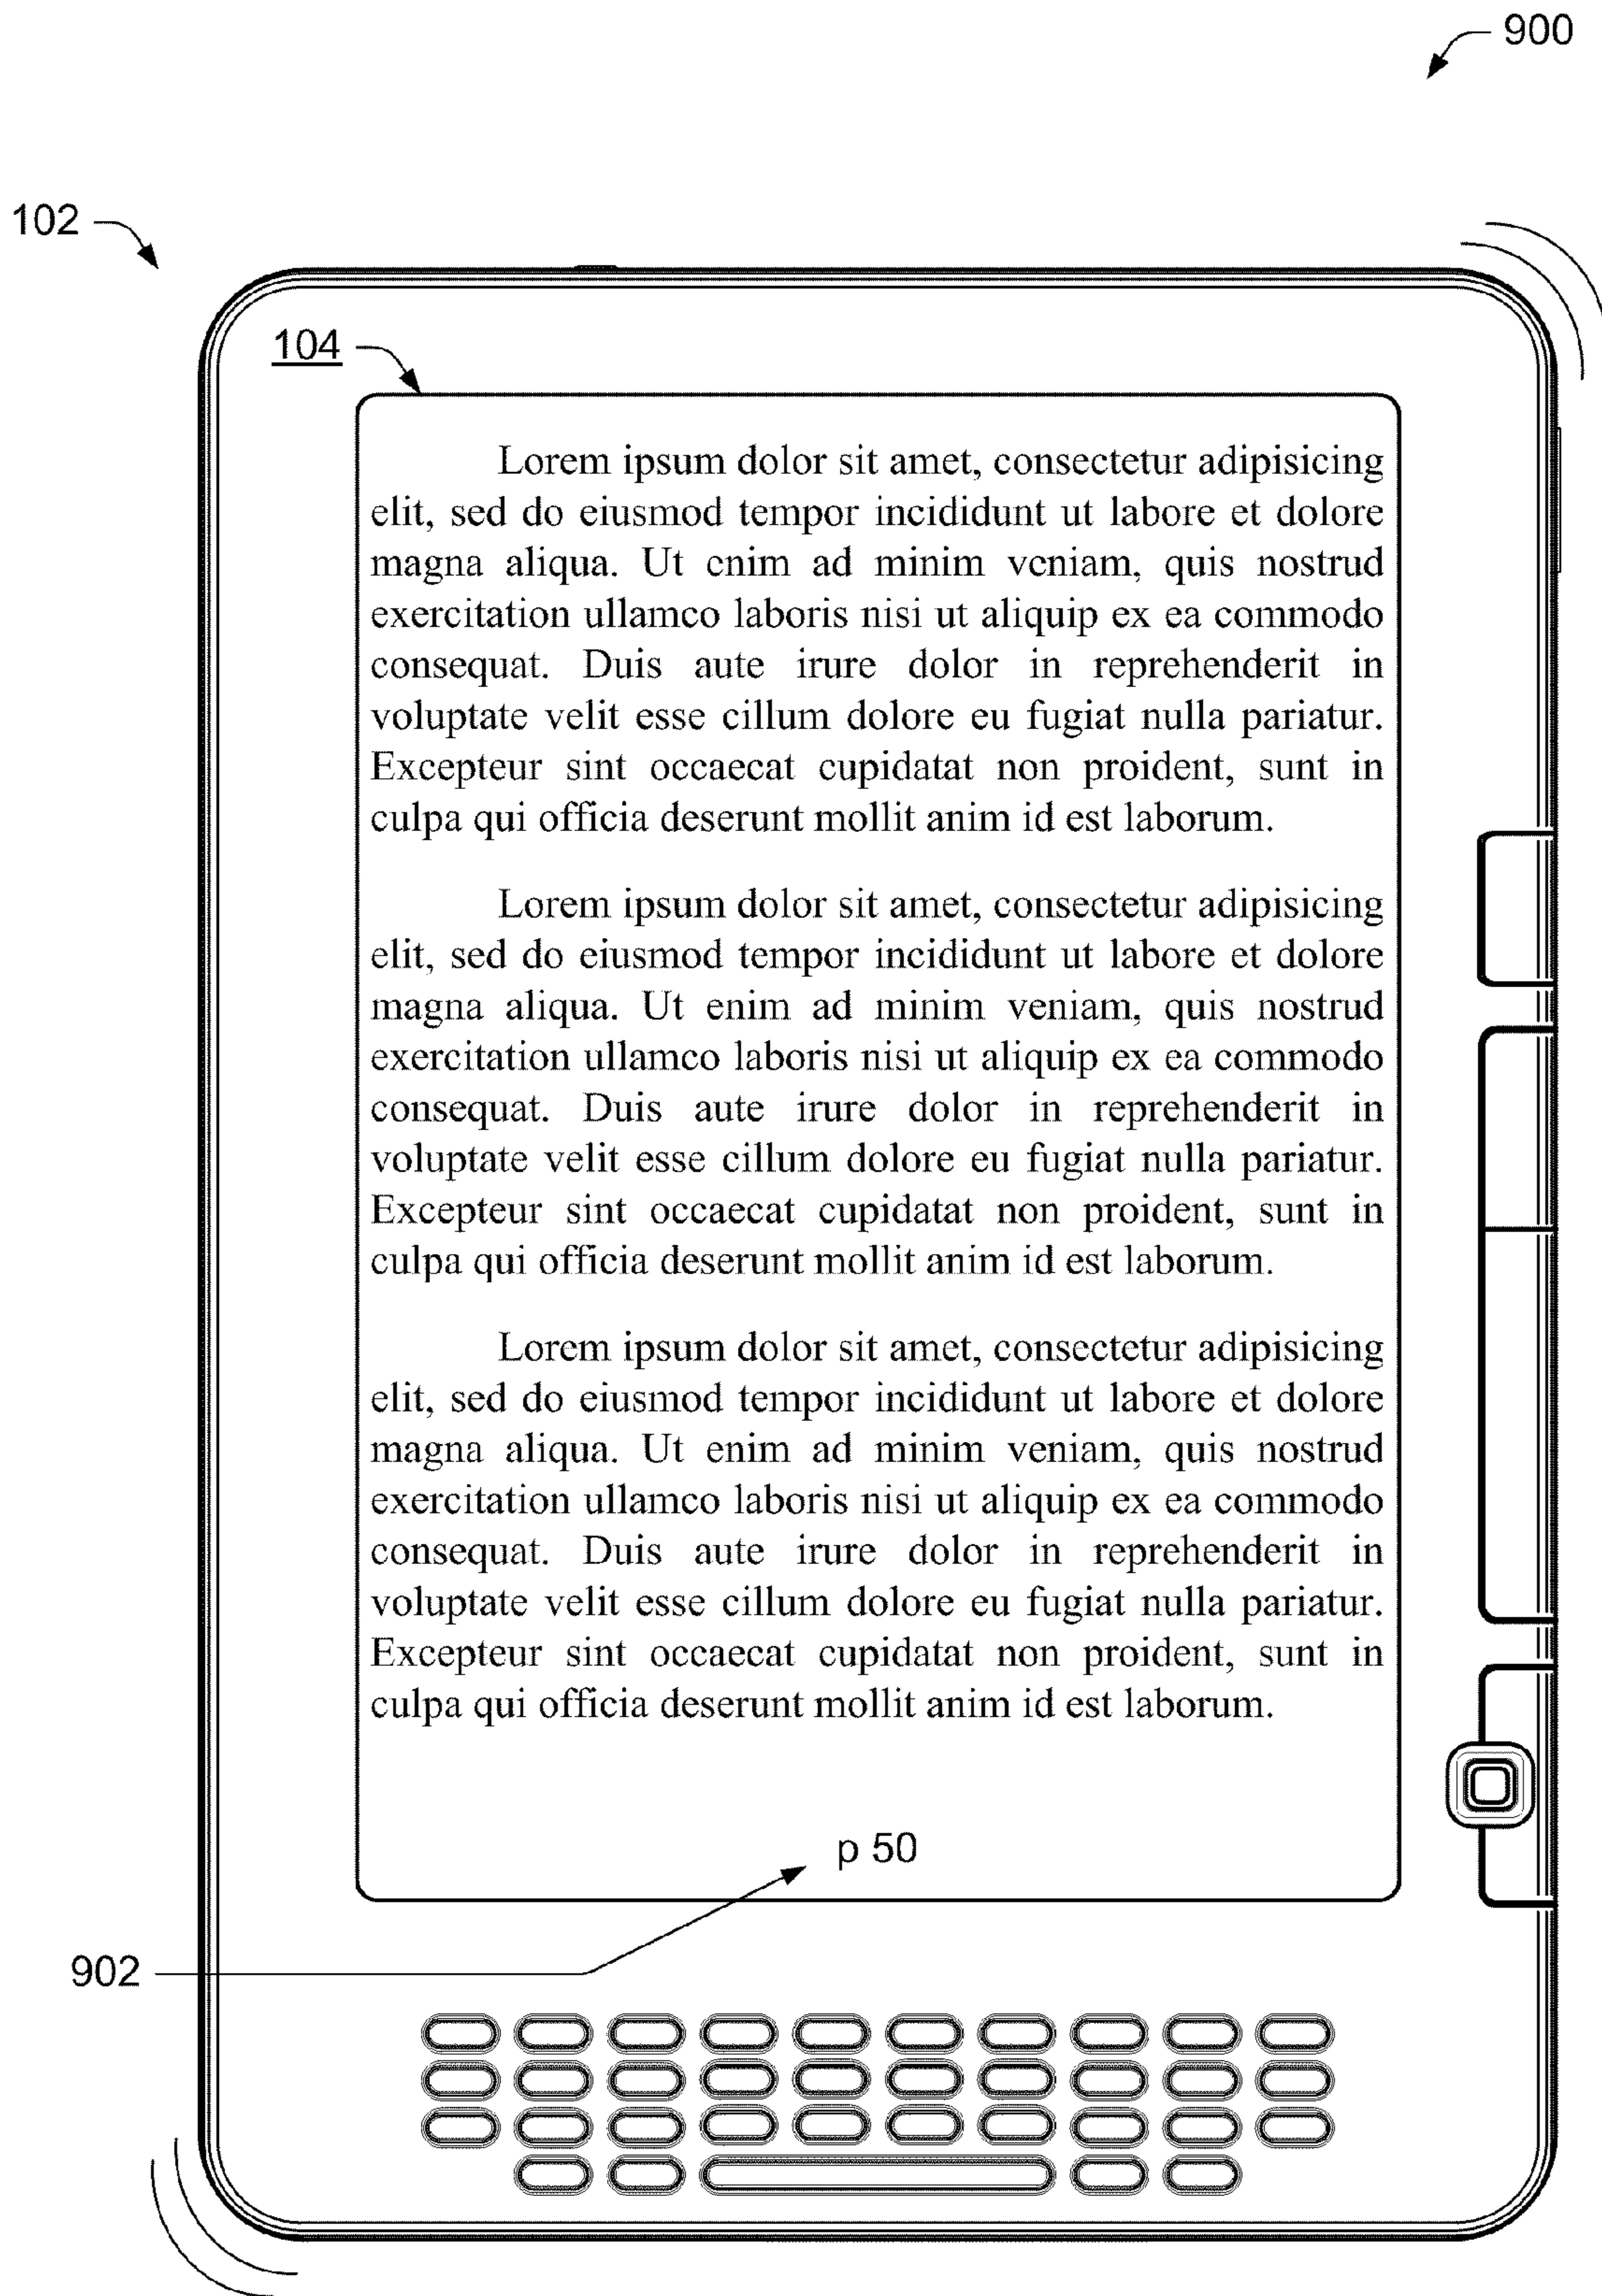 900
102
104
Lorem ipsum dolor sit amet, consectetur adipisicing
elit, sed do eiusmod tempor incididunt ut labore et dolore
magna aliqua. Ut enim ad minim veniam, quis nostrud
exercitation ullamco laboris nisi ut aliquip ex ea commodo
consequat. Duis aute irure dolor in reprehenderit in
voluptate velit esse cillum dolore eu fugiat nulla pariatur.
Excepteur sint occaecat cupidatat non proident, sunt in
culpa qui officia deserunt mollit anim id est laborum.
Lorem ipsum dolor sit amet, consectetur adipisicing
elit, sed do eiusmod tempor incididunt ut labore et dolore
magna aliqua. Ut enim ad minim veniam, quis nostrud
exercitation ullamco laboris nisi ut aliquip ex ea commodo
consequat. Duis aute irure dolor in reprehenderit in
voluptate velit esse cillum dolore eu fugiat nulla pariatur.
Excepteur sint occaecat cupidatat non proident, sunt in
culpa qui officia deserunt mollit anim id est laborum.
Lorem ipsum dolor sit amet, consectetur adipisicing
elit, sed do eiusmod tempor incididunt ut labore et dolore
magna aliqua. Ut enim ad minim veniam, quis nostrud
exercitation ullamco laboris nisi ut aliquip ex ea commodo
consequat. Duis aute irure dolor in reprehenderit in
voluptate velit esse cillum dolore eu fugiat nulla pariatur.
Excepteur sint occaecat cupidatat non proident, sunt in
culpa qui officia deserunt mollit anim id est laborum.
p 50
902